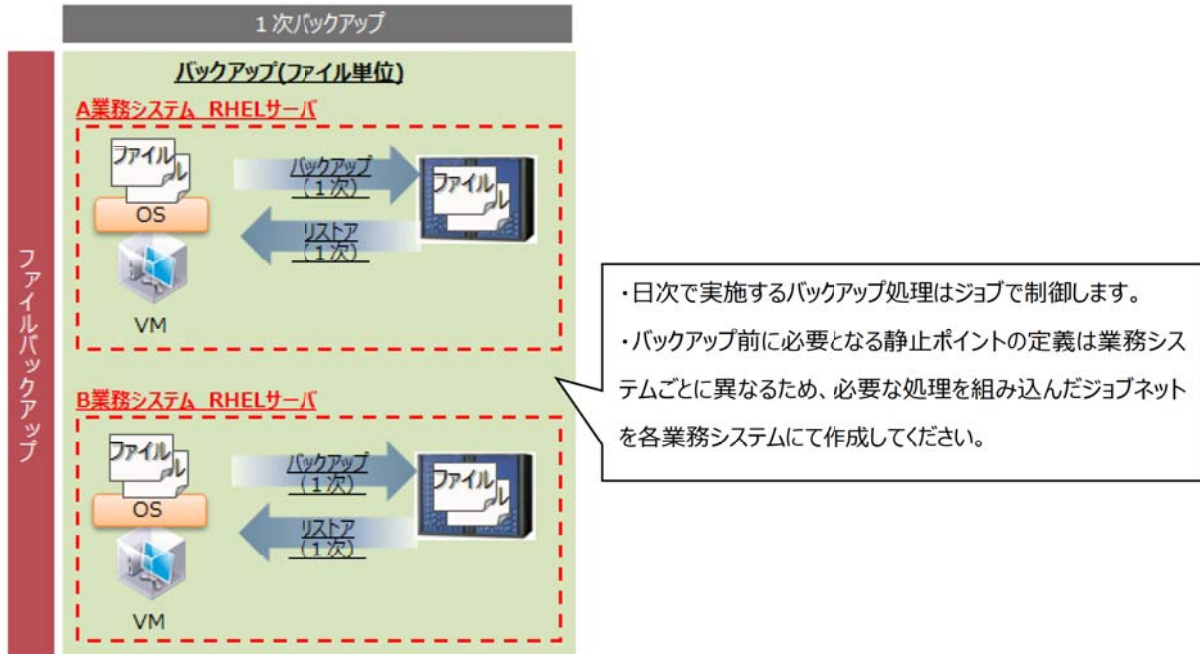 1次バックアップ
ファイルバックアップ
バックアップ(ファイル単位)
A業務システム RHELサーバ
ファイル
ル
OS
VM
バックアップ
(1次)
リストア
(1次)
ファイル
ル
B業務システム RHELサーバ
ファイル
ル
OS
VM
バックアップ
(1次)
リストア
(1次)
ファイル
ル
・日次で実施するバックアップ処理はジョブで制御します。
・バックアップ前に必要となる静止ポイントの定義は業務シス
テムごとに異なるため、必要な処理を組み込んだジョブネット
を各業務システムにて作成してください。